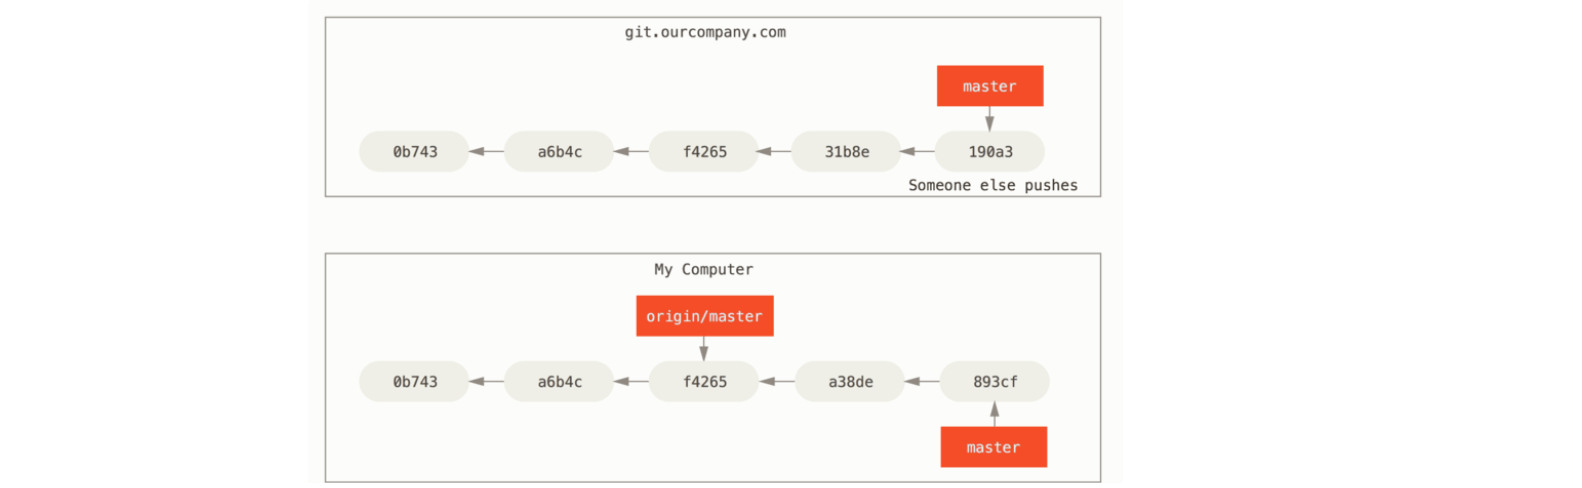 git.ourcompany.com
master
0b743 a6b4c f4265 31b8e 190a3
Someone else pushes
My Computer
origin/master
0b743 a6b4c f4265 a38de 893cf
master